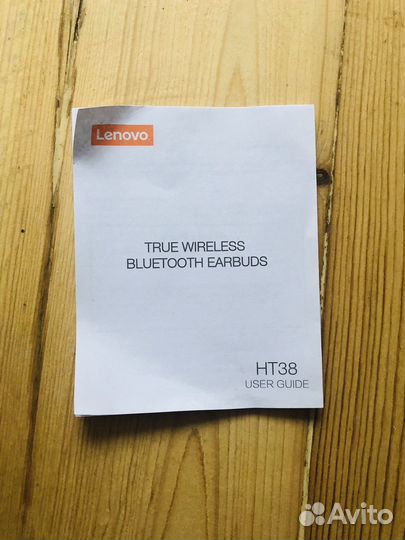 Lenovo
TRUE WIRELESS
BLUETOOTH EARBUDS
HT38
USER GUIDE
Avito